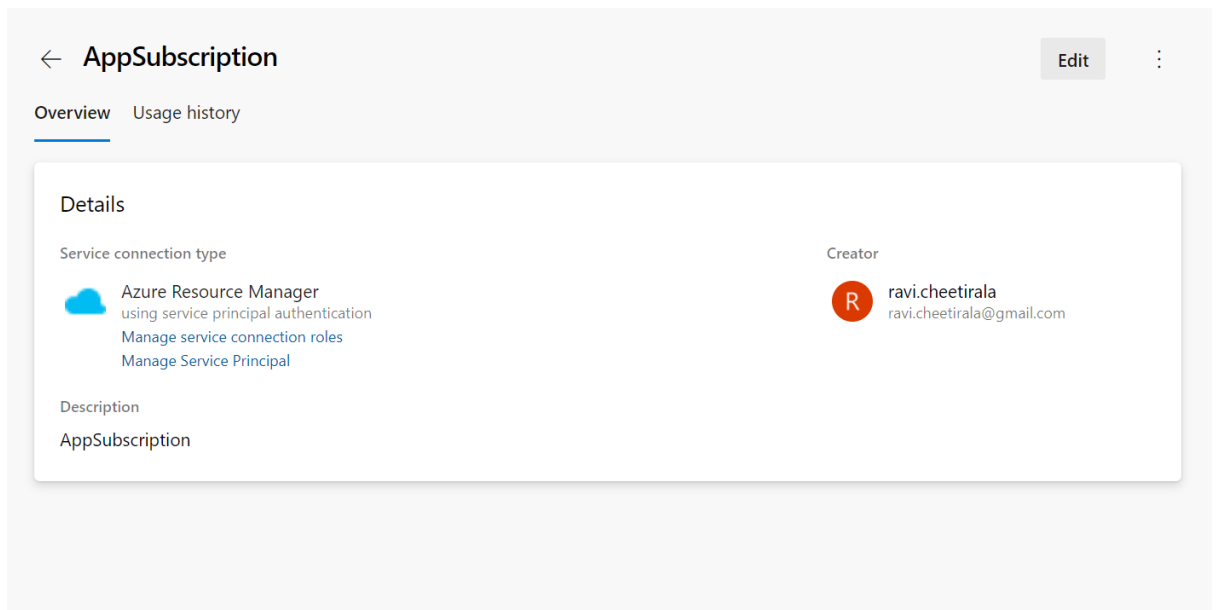 AppSubscription
Edit
Overview
Usage history
Details
Service connection type
Azure Resource Manager
using service principal authentication
Manage service connection roles
Manage Service Principal
Creator
R
ravi.cheetirala
ravi.cheetirala@gmail.com
Description
AppSubscription